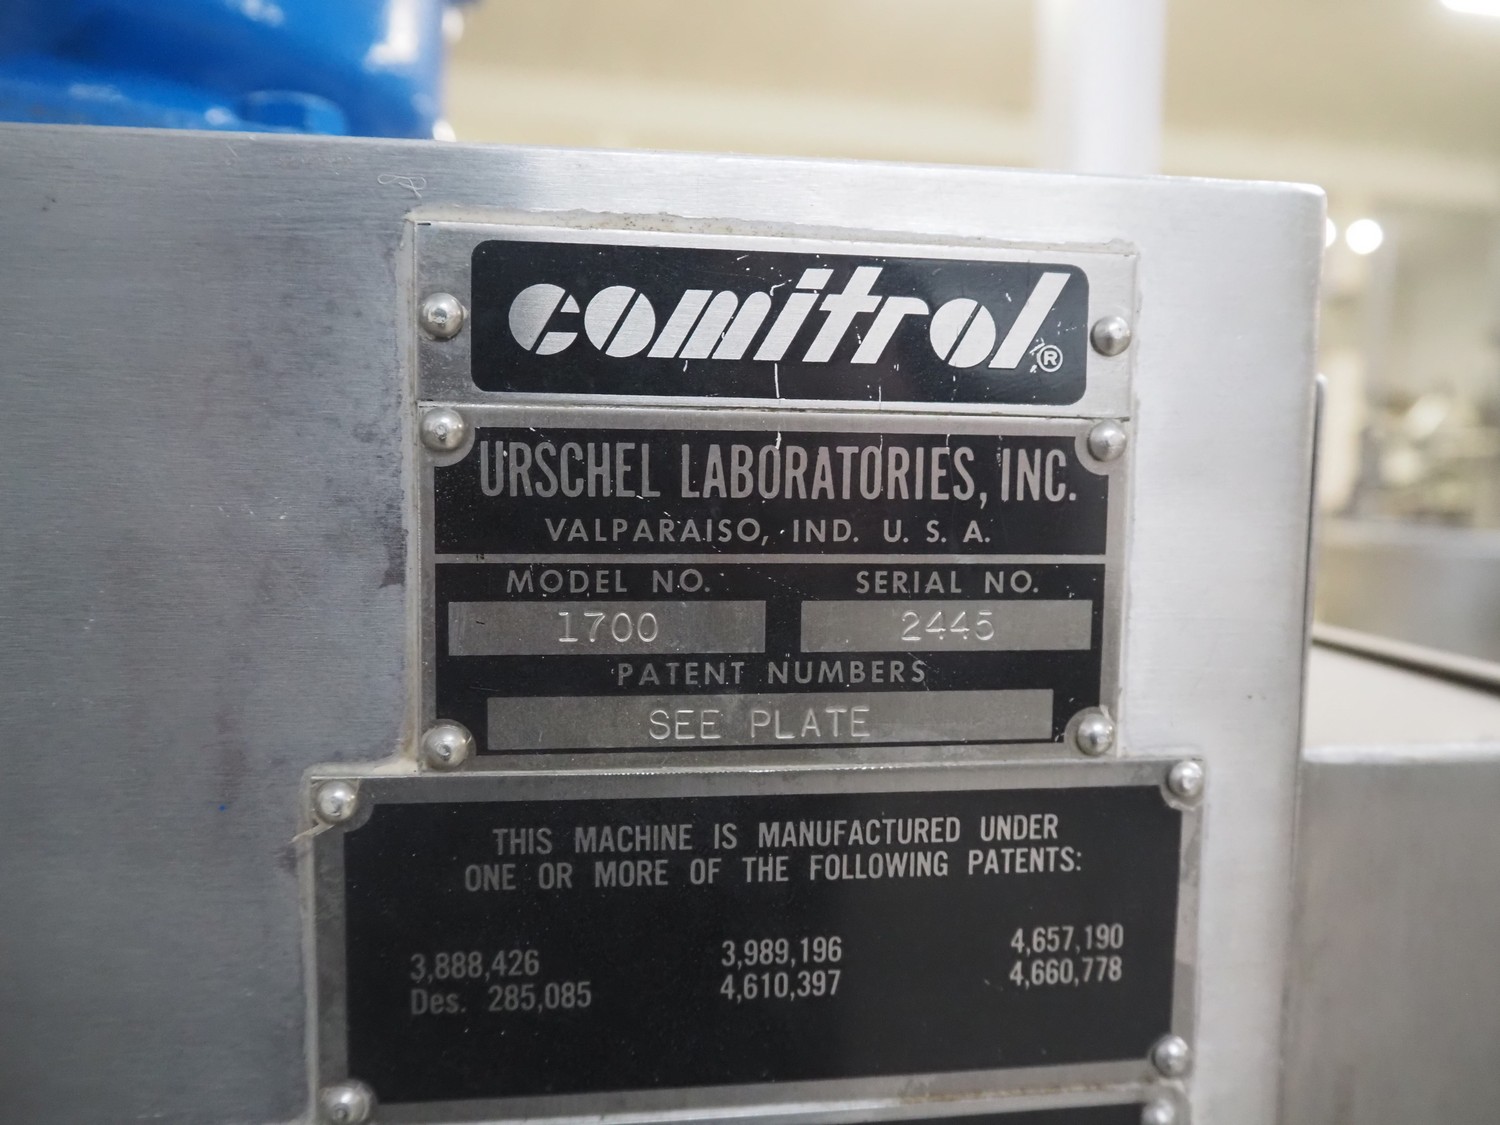 comitrol®
URSCHEL LABORATORIES, INC.
VALPARAISO, IND. U. S. A.
MODEL NO. SERIAL NO.
1700 2445
PATENT NUMBERS
SEE PLATE
THIS MACHINE IS MANUFACTURED UNDER
ONE OR MORE OF THE FOLLOWING PATENTS:
3,888,426 3,989,196 4,657,190
Des. 285,085 4,610,397 4,660,778